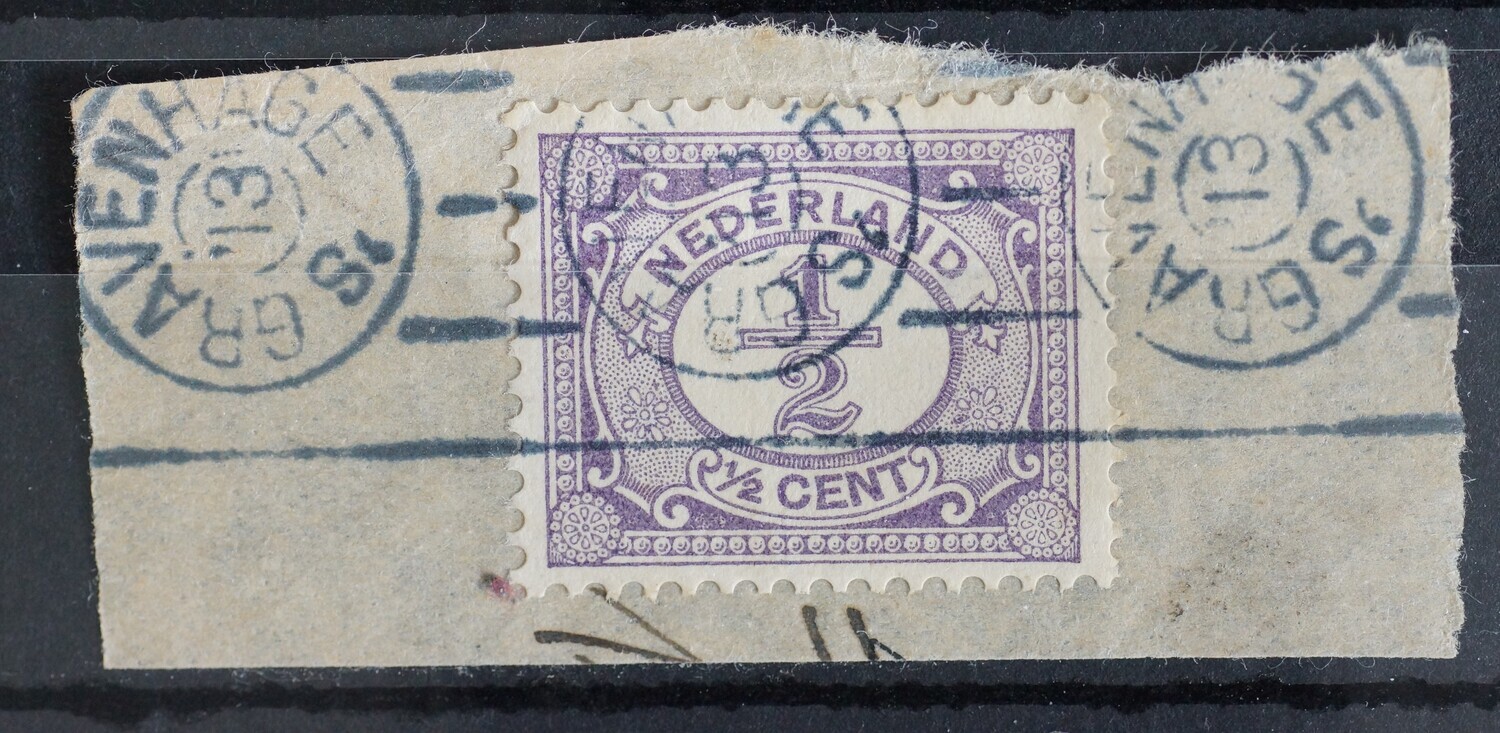 'S GRAVENHAGE
'13
NEDERLAND
1
2
½ CENT
'S GRAVENHAGE
'13